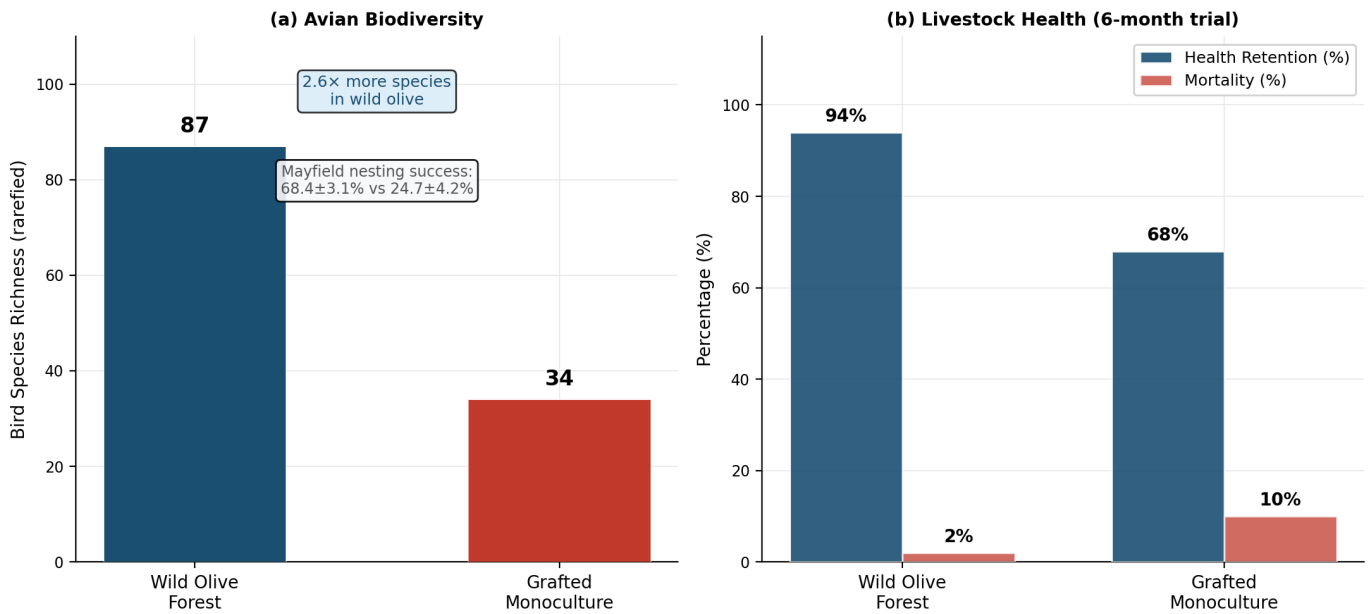 (a) Avian Biodiversity
Bird Species Richness (rarefied)
100
80
60
40
20
0
2.6× more species
in wild olive
87
Mayfield nesting success:
68.4±3.1% vs 24.7±4.2%
34
Wild Olive
Forest
Grafted
Monoculture
(b) Livestock Health (6-month trial)
Health Retention (%)
Mortality (%)
Percentage (%)
100
80
60
40
20
0
94%
2%
68%
10%
Wild Olive
Forest
Grafted
Monoculture